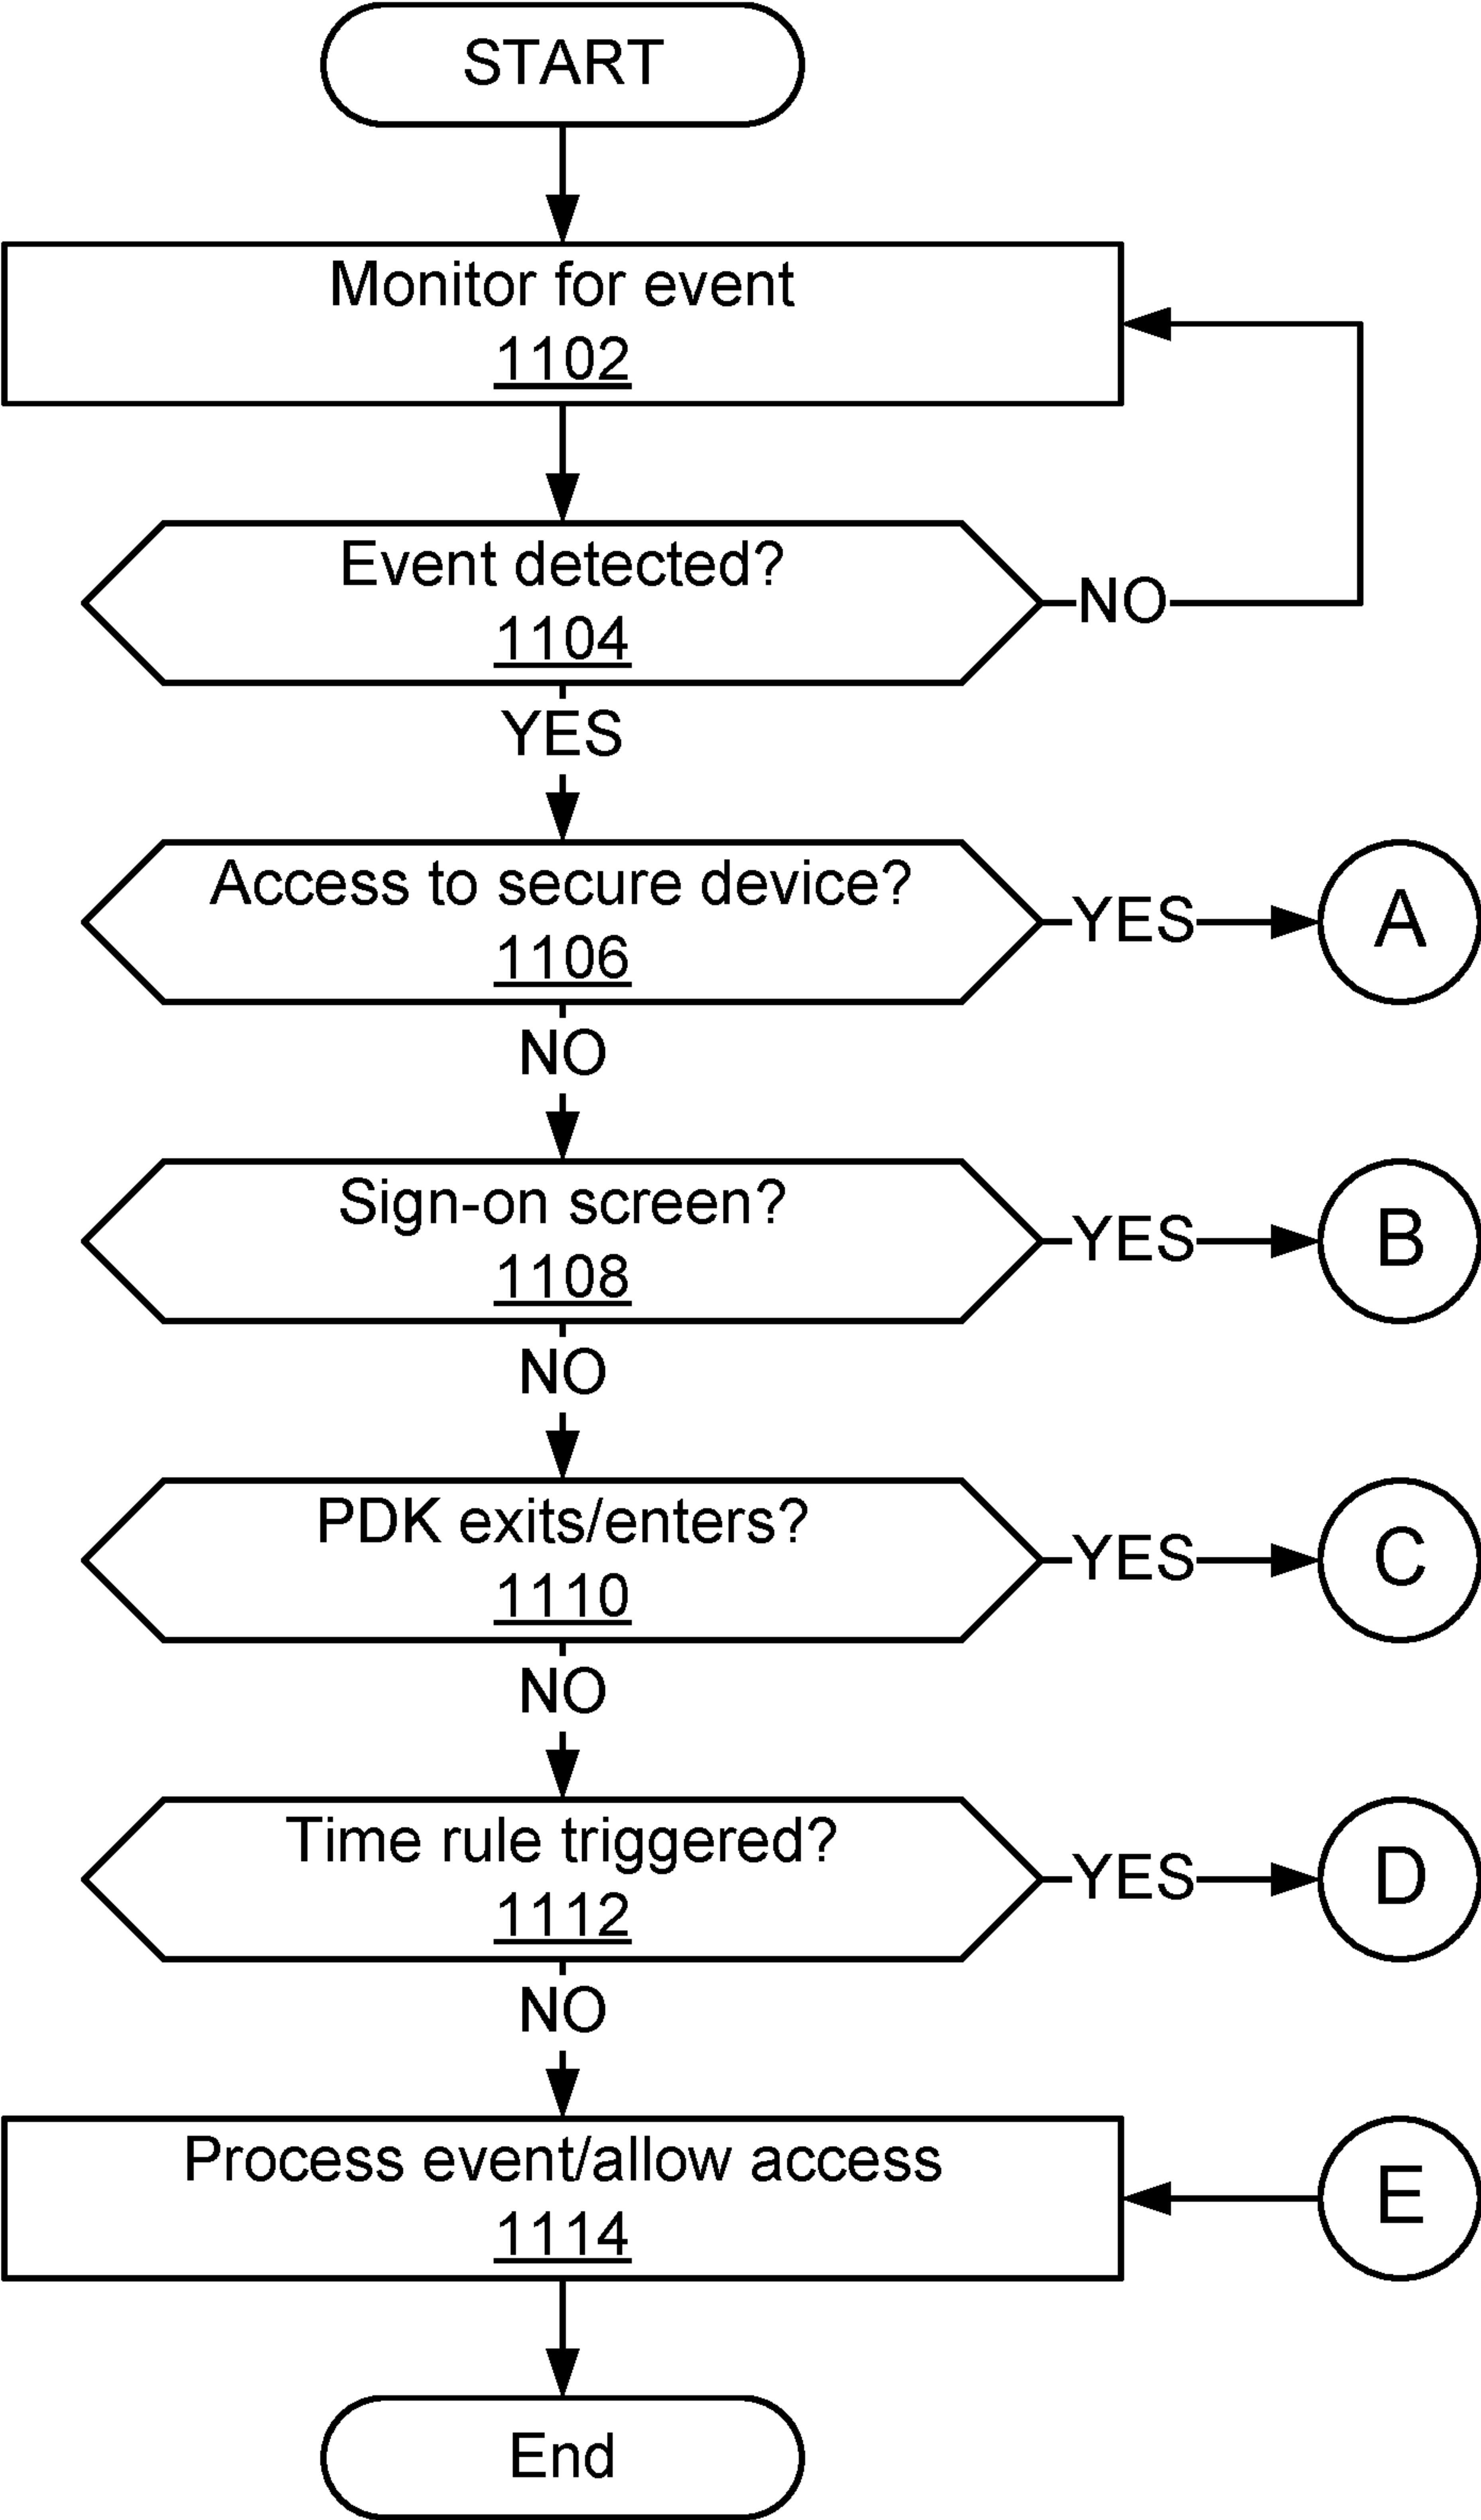 START
Monitor for event
1102
Event detected?
1104
NO
YES
Access to secure device?
1106
YES
A
NO
Sign-on screen?
1108
YES
B
NO
PDK exits/enters?
1110
YES
C
NO
Time rule triggered?
1112
YES
D
NO
Process event/allow access
1114
E
End